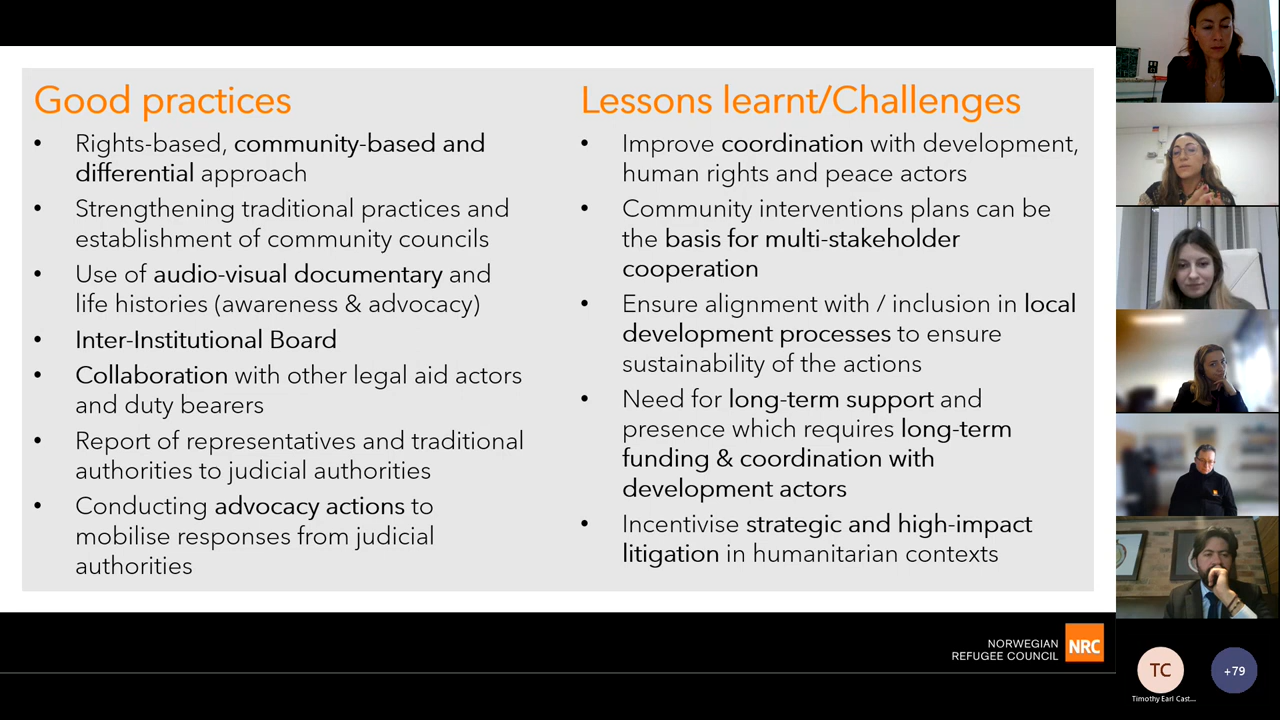 Good practices
• Rights-based, community-based and
differential approach
• Strengthening traditional practices and
establishment of community councils
• Use of audio-visual documentary and
life histories (awareness & advocacy)
• Inter-Institutional Board
• Collaboration with other legal aid actors
and duty bearers
• Report of representatives and traditional
authorities to judicial authorities
• Conducting advocacy actions to
mobilise responses from judicial
authorities
Lessons learnt/Challenges
• Improve coordination with development,
human rights and peace actors
• Community interventions plans can be
the basis for multi-stakeholder
cooperation
• Ensure alignment with / inclusion in local
development processes to ensure
sustainability of the actions
• Need for long-term support and
presence which requires long-term
funding & coordination with
development actors
• Incentivise strategic and high-impact
litigation in humanitarian contexts
NORWEGIAN
REFUGEE COUNCIL
NRC
TC
Timothy Earl Cast...
+79